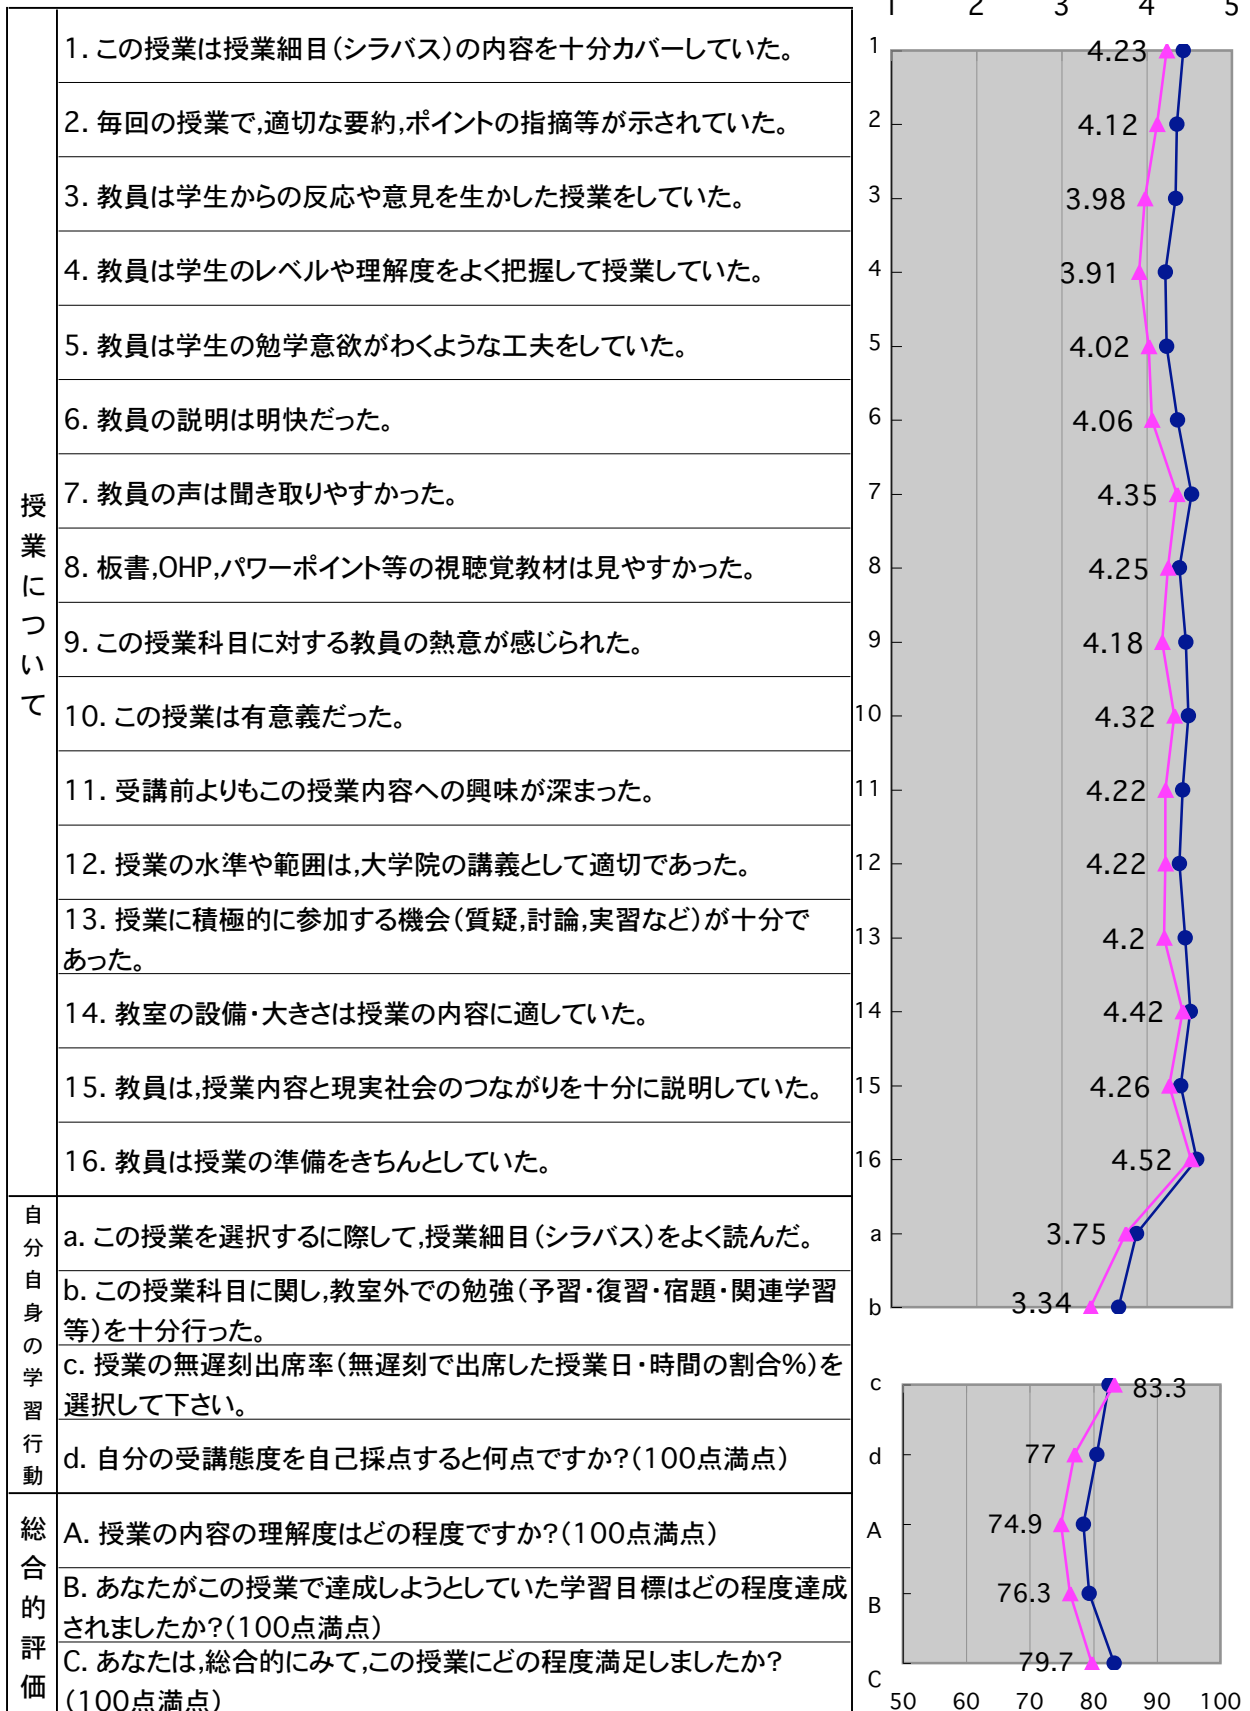 1 2 3 4 5
授業について
1. この授業は授業細目(シラバス)の内容を十分カバーしていた。
2. 毎回の授業で,適切な要約,ポイントの指摘等が示されていた。
3. 教員は学生からの反応や意見を生かした授業をしていた。
4. 教員は学生のレベルや理解度をよく把握して授業していた。
5. 教員は学生の勉学意欲がわくような工夫をしていた。
6. 教員の説明は明快だった。
7. 教員の声は聞き取りやすかった。
8. 板書,OHP,パワーポイント等の視聴覚教材は見やすかった。
9. この授業科目に対する教員の熱意が感じられた。
10. この授業は有意義だった。
11. 受講前よりもこの授業内容への興味が深まった。
12. 授業の水準や範囲は,大学院の講義として適切であった。
13. 授業に積極的に参加する機会(質疑,討論,実習など)が十分で
あった。
14. 教室の設備・大きさは授業の内容に適していた。
15. 教員は,授業内容と現実社会のつながりを十分に説明していた。
16. 教員は授業の準備をきちんとしていた。
自分自身の学習行動
a. この授業を選択するに際して,授業細目(シラバス)をよく読んだ。
b. この授業科目に関し,教室外での勉強(予習・復習・宿題・関連学習
等)を十分行った。
c. 授業の無遅刻出席率(無遅刻で出席した授業日・時間の割合%)を
選択して下さい。
d. 自分の受講態度を自己採点すると何点ですか?(100点満点)
総合的評価
A. 授業の内容の理解度はどの程度ですか?(100点満点)
B. あなたがこの授業で達成しようとしていた学習目標はどの程度達成
されましたか?(100点満点)
C. あなたは,総合的にみて,この授業にどの程度満足しましたか?
(100点満点)
1 4.23
2 4.12
3 3.98
4 3.91
5 4.02
6 4.06
7 4.35
8 4.25
9 4.18
10 4.32
11 4.22
12 4.22
13 4.2
14 4.42
15 4.26
16 4.52
a 3.75
b 3.34
c 83.3
d 77
A 74.9
B 76.3
C 79.7
50 60 70 80 90 100